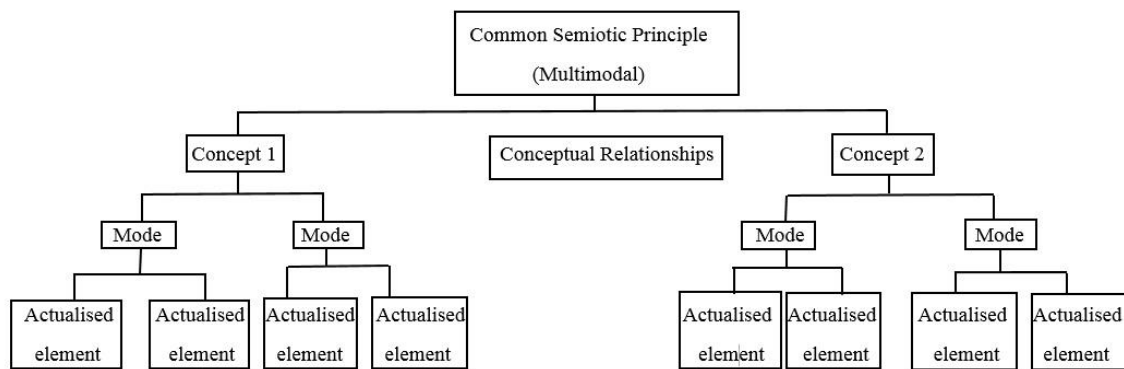 Common Semiotic Principle
(Multimodal)
Concept 1
Conceptual Relationships
Concept 2
Mode
Mode
Mode
Mode
Actualised
element
Actualised
element
Actualised
element
Actualised
element
Actualised
element
Actualised
element
Actualised
element
Actualised
element